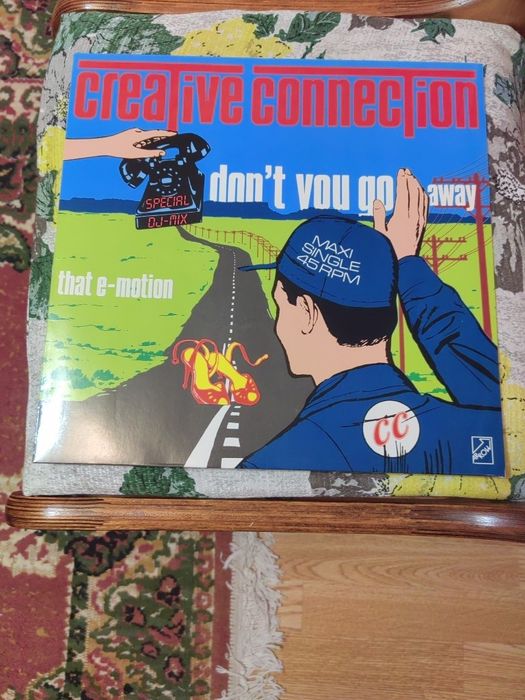 creative connection
don't you go away
SPECIAL
DJ-MIX
MAXI
SINGLE
45 RPM
that e-motion
CC